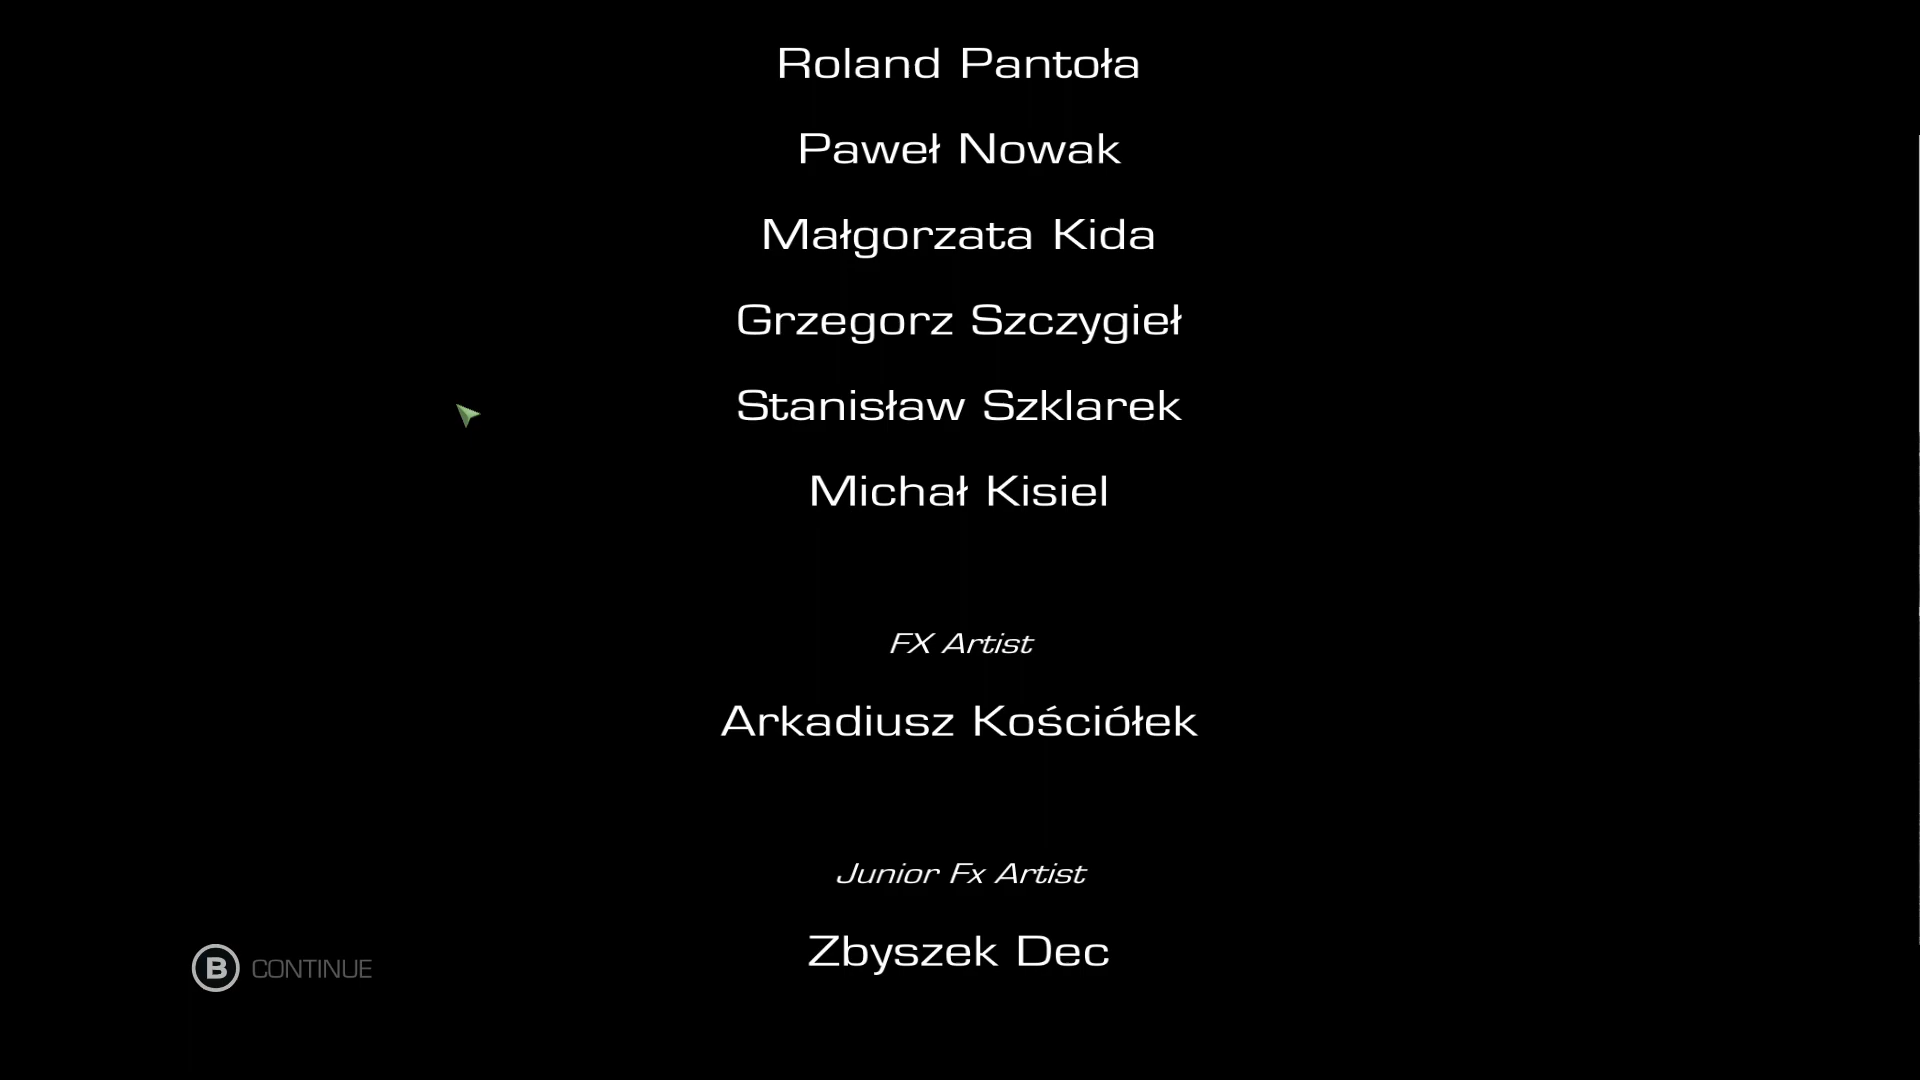 Roland Pantoła
Paweł Nowak
Małgorzata Kida
Grzegorz Szczygieł
Stanisław Szklarek
Michał Kisiel
FX Artist
Arkadiusz Kościółek
Junior Fx Artist
Zbyszek Dec
B CONTINUE